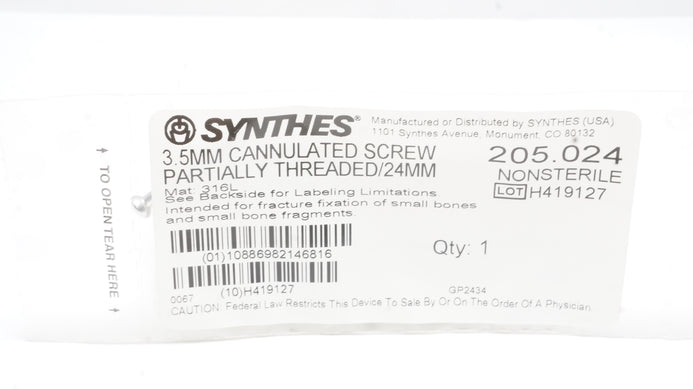 SYNTHES®
Manufactured or Distributed by SYNTHES (USA)
1101 Synthes Avenue, Monument, CO 80132
3.5MM CANNULATED SCREW
PARTIALLY THREADED/24MM
205.024
NONSTERILE
LOT H419127
Mat: 316L
See Backside for Labeling Limitations
Intended for fracture fixation of small bones
and small bone fragments.
(01)10886982146816
Qty: 1
(10)H419127
0067
GP2434
CAUTION: Federal Law Restricts This Device To Sale By Or On The Order Of A Physician.
↑ TO OPEN TEAR HERE ↑